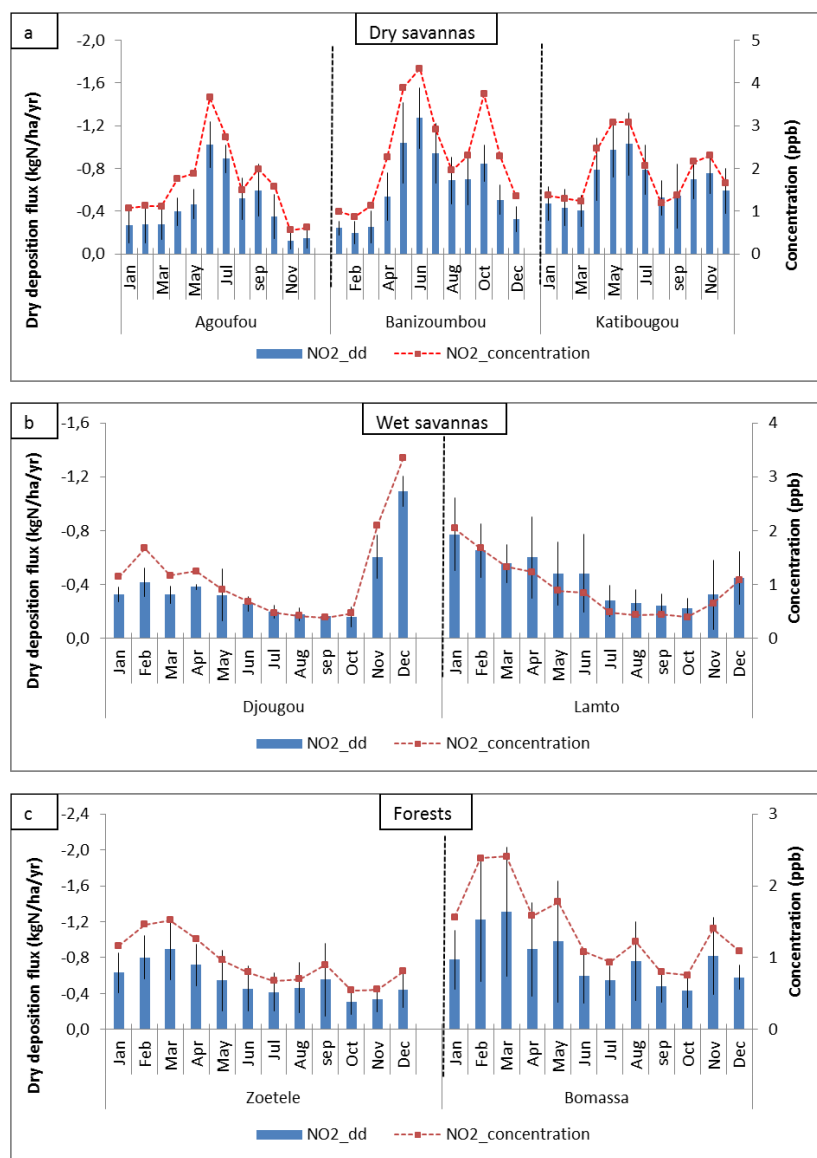 a
Dry savannas
Dry deposition flux (kgN/ha/yr)
-2,0
-1,6
-1,2
-0,8
-0,4
0,0
5
4
3
2
1
0
Concentration (ppb)
Jan Mar May Jul sep Nov Feb Apr Jun Aug Oct Dec Jan Mar May Jul sep Nov
Agoufou Banizoumbou Katibougou
NO2_dd NO2_concentration
b
Wet savannas
Dry deposition flux (kgN/ha/yr)
-1,6
-1,2
-0,8
-0,4
0,0
4
3
2
1
0
Concentration (ppb)
Jan Feb Mar Apr May Jun Jul Aug sep Oct Nov Dec Jan Feb Mar Apr May Jun Jul Aug sep Oct Nov Dec
Djougou Lamto
NO2_dd NO2_concentration
c
Forests
Dry deposition flux (kgN/ha/yr)
-2,4
-2,0
-1,6
-1,2
-0,8
-0,4
0,0
3
2
1
0
Concentration (ppb)
Jan Feb Mar Apr May Jun Jul Aug sep Oct Nov Dec Jan Feb Mar Apr May Jun Jul Aug sep Oct Nov Dec
Zoetele Bomassa
NO2_dd NO2_concentration